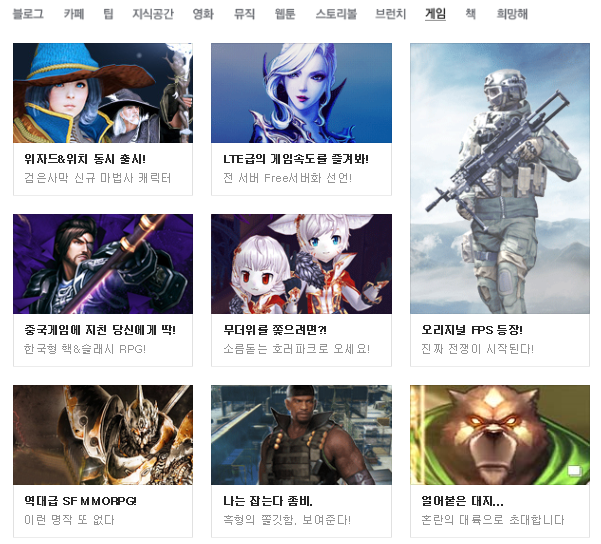 블로그 카페 팁 지식공간 영화 뮤직 웹툰 스토리볼 브런치 게임 책 희망해
위자드&위치 동시 출시!
검은사막 신규 마법사 캐릭터
LTE급의 게임속도를 즐겨봐!
전 서버 Free서버화 선언!
중국게임에 지친 당신에게 딱!
한국형 핵&슬래시 RPG!
무더위를 쫓으려면?!
소름돋는 호러파크로 오세요!
오리지널 FPS 등장!
진짜 전쟁이 시작된다!
역대급 SF MMORPG!
이런 명작 또 없다
나는 잡는다 좀비.
흑형의 쫄깃함, 보여준다!
얼어붙은 대지...
혼란의 대륙으로 초대합니다